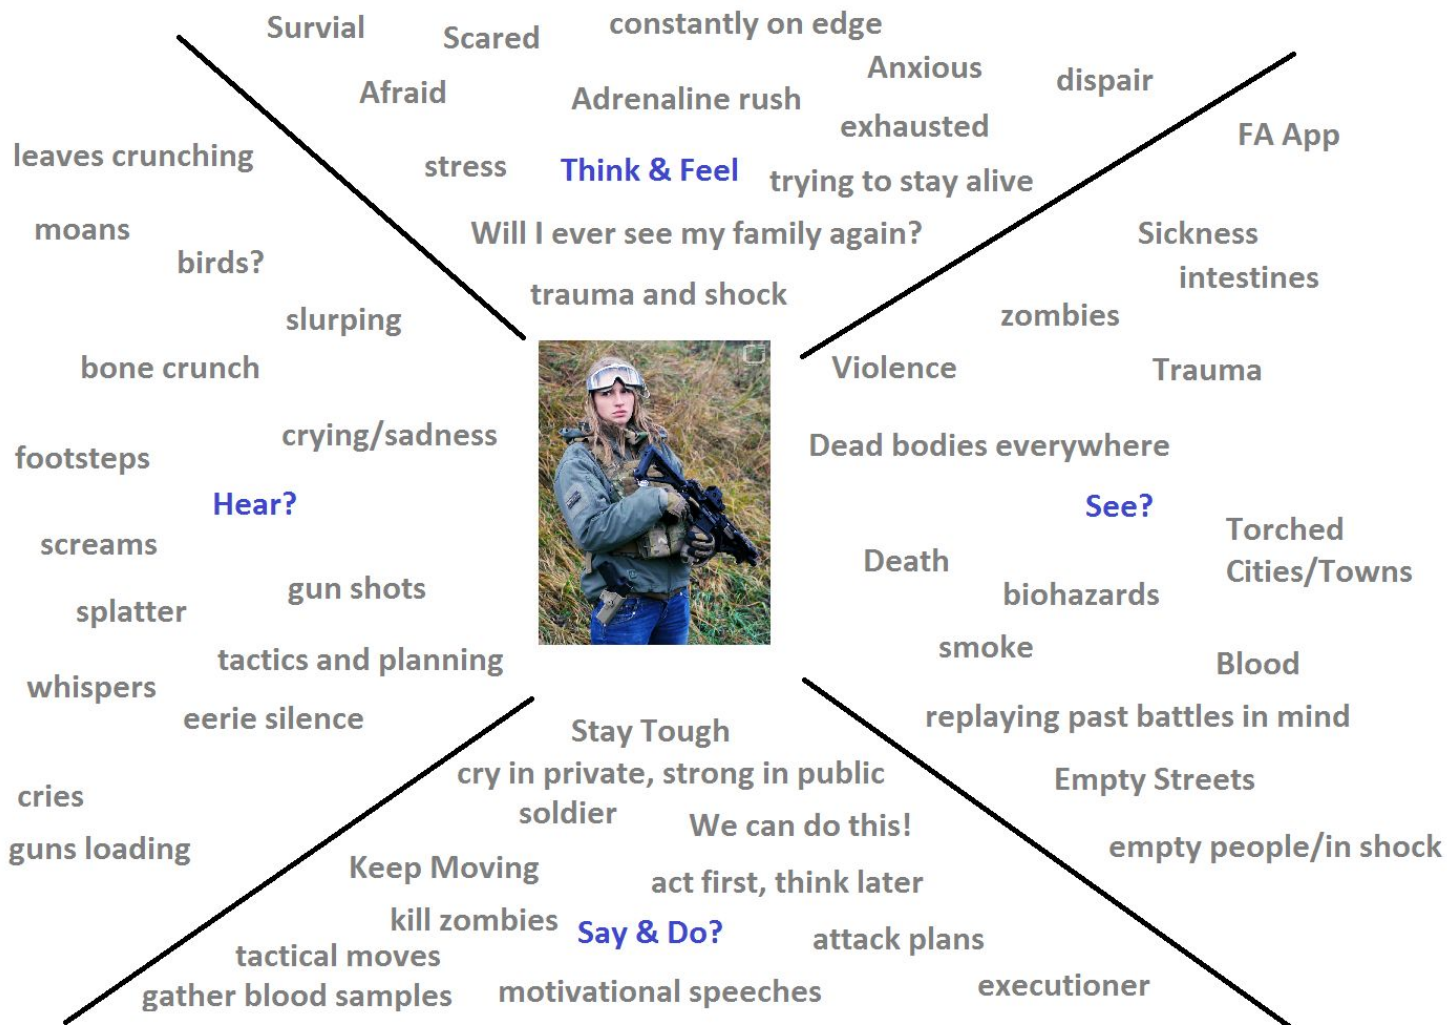 Survial
Scared
constantly on edge
Afraid
Adrenaline rush
Anxious
dispair
exhausted
stress
Think & Feel
trying to stay alive
Will I ever see my family again?
trauma and shock
leaves crunching
moans
birds?
slurping
bone crunch
crying/sadness
footsteps
Hear?
screams
gun shots
splatter
tactics and planning
whispers
eerie silence
cries
guns loading
FA App
Sickness
intestines
zombies
Violence
Trauma
Dead bodies everywhere
See?
Torched
Cities/Towns
Death
biohazards
smoke
Blood
replaying past battles in mind
Empty Streets
empty people/in shock
Stay Tough
cry in private, strong in public
soldier
We can do this!
Keep Moving
act first, think later
kill zombies
Say & Do?
attack plans
tactical moves
gather blood samples
motivational speeches
executioner